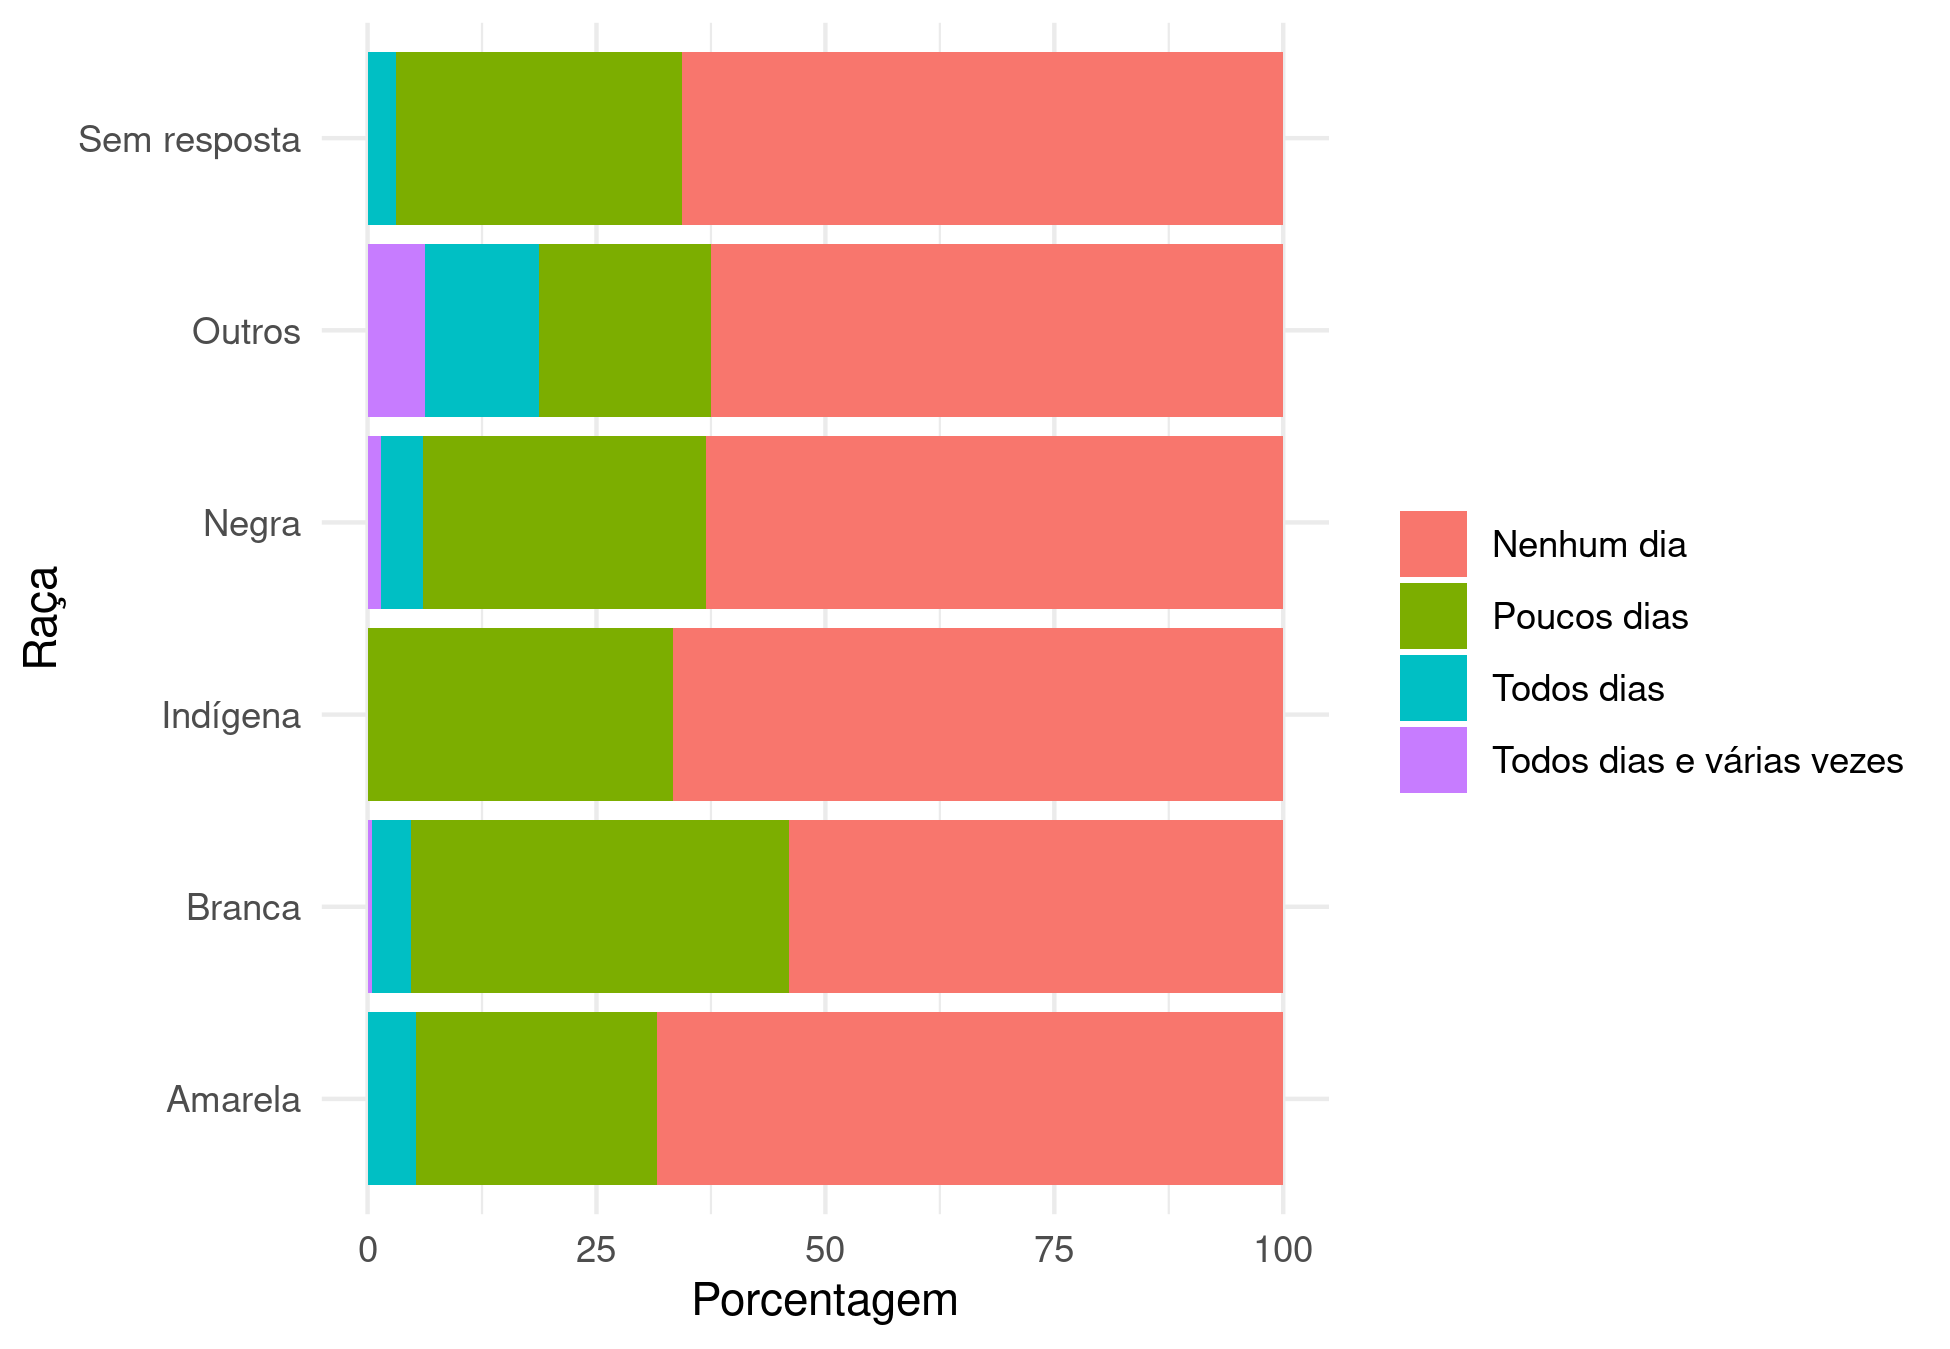 Raça
Sem resposta
Outros
Negra
Indígena
Branca
Amarela
0 25 50 75 100
Porcentagem
Nenhum dia
Poucos dias
Todos dias
Todos dias e várias vezes